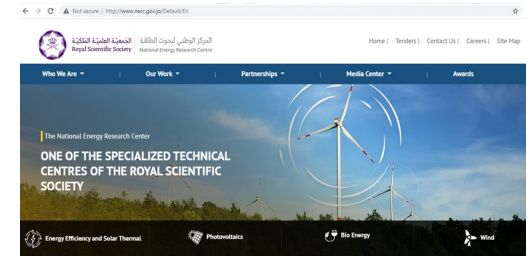 Not secure | http://www.nerc.gov.jo/Default/En
الجمعيّة العلميّة الملكيّة
Royal Scientific Society
المركز الوطني لبحوث الطاقة
National Energy Research Centre
Home | Tenders | Contact Us | Careers | Site Map
Who We Are | Our Work | Partnerships | Media Center | Awards
The National Energy Research Center
ONE OF THE SPECIALIZED TECHNICAL
CENTRES OF THE ROYAL SCIENTIFIC
SOCIETY
Energy Efficiency and Solar Thermal
Photovoltaics
Bio Energy
Wind